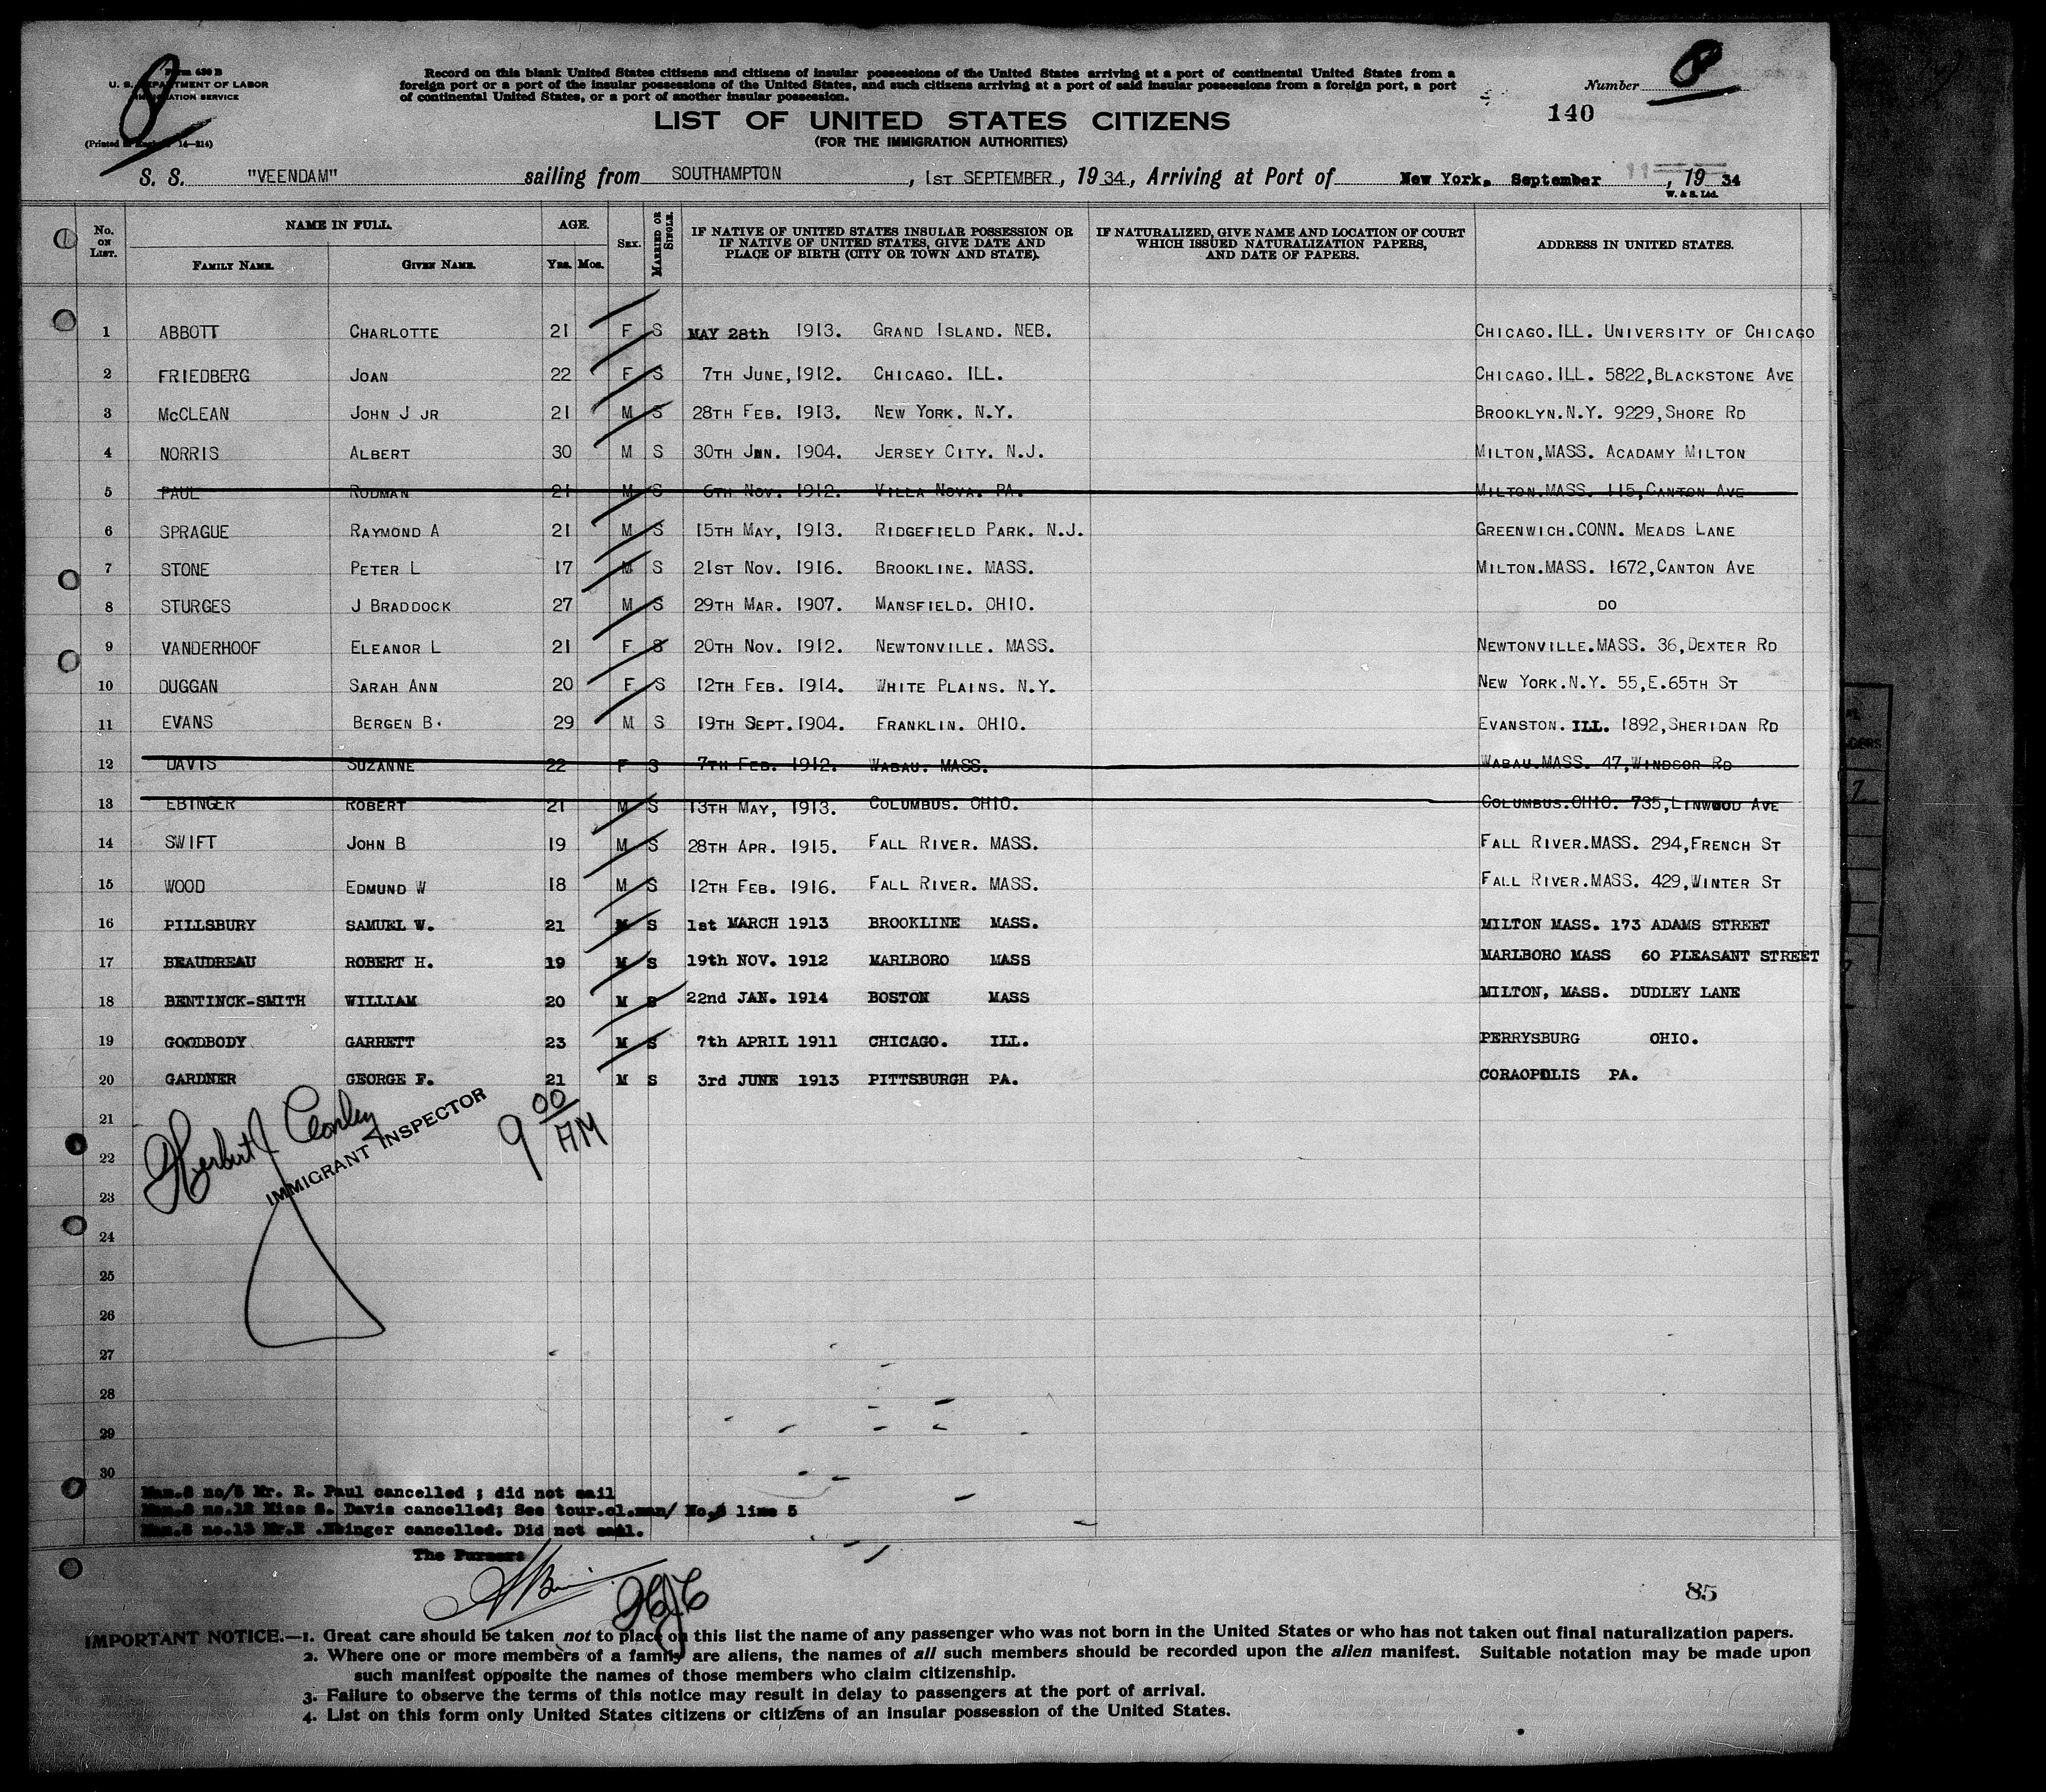 Form 630 B
U. S. DEPARTMENT OF LABOR
IMMIGRATION SERVICE
8
Record on this blank United States citizens and citizens of insular possessions of the United States arriving at a port of continental United States from a
foreign port or a port of the insular possessions of the United States, and such citizens arriving at a port of said insular possessions from a foreign port, a port
of continental United States, or a port of another insular possession.
Number 8
140
LIST OF UNITED STATES CITIZENS
(FOR THE IMMIGRATION AUTHORITIES)
(Printed in England 14—214)
S. S. "VEENDAM" sailing from SOUTHAMPTON, 1ST SEPTEMBER, 1934, Arriving at Port of New York, September 11, 19 34
W. & S. Ltd.
No. ON LIST. NAME IN FULL. AGE. SEX. MARRIED OR SINGLE. IF NATIVE OF UNITED STATES INSULAR POSSESSION OR IF NATIVE OF UNITED STATES, GIVE DATE AND PLACE OF BIRTH (CITY OR TOWN AND STATE). IF NATURALIZED, GIVE NAME AND LOCATION OF COURT WHICH ISSUED NATURALIZATION PAPERS, AND DATE OF PAPERS. ADDRESS IN UNITED STATES.
FAMILY NAME. GIVEN NAME. YRS. MOS.
1 ABBOTT CHARLOTTE 21 F S MAY 28th 1913. GRAND ISLAND. NEB. CHICAGO.ILL. UNIVERSITY OF CHICAGO
2 FRIEDBERG JOAN 22 F S 7TH JUNE, 1912. CHICAGO. ILL. CHICAGO.ILL. 5822,BLACKSTONE AVE
3 McCLEAN JOHN J JR 21 M S 28TH FEB. 1913. NEW YORK. N.Y. BROOKLYN.N.Y. 9229,SHORE RD
4 NORRIS ALBERT 30 M S 30TH JAN. 1904. JERSEY CITY. N.J. MILTON,MASS. ACADAMY MILTON
5 PAUL RODMAN 21 M S 6TH NOV. 1912. VILLA NOVA. PA. MILTON.MASS. 115,CANTON AVE
6 SPRAGUE RAYMOND A 21 M S 15TH MAY, 1913. RIDGEFIELD PARK. N.J. GREENWICH.CONN. MEADS LANE
7 STONE PETER L 17 M S 21ST NOV. 1916. BROOKLINE. MASS. MILTON.MASS. 1672,CANTON AVE
8 STURGES J BRADDOCK 27 M S 29TH MAR. 1907. MANSFIELD. OHIO. DO
9 VANDERHOOF ELEANOR L 21 F S 20TH NOV. 1912. NEWTONVILLE. MASS. NEWTONVILLE.MASS. 36,DEXTER RD
10 DUGGAN SARAH ANN 20 F S 12TH FEB. 1914. WHITE PLAINS. N.Y. NEW YORK.N.Y. 55,E.65TH ST
11 EVANS BERGEN B. 29 M S 19TH SEPT.1904. FRANKLIN. OHIO. EVANSTON. ILL. 1892,SHERIDAN RD
12 DAVIS SUZANNE 22 F S 7TH FEB. 1912. WABAU. MASS. WABAU.MASS. 47,WINDSOR RD
13 EBINGER ROBERT 21 M S 13TH MAY, 1913. COLUMBUS. OHIO. COLUMBUS.OHIO. 735,LINWOOD AVE
14 SWIFT JOHN B 19 M S 28TH APR. 1915. FALL RIVER. MASS. FALL RIVER.MASS. 294,FRENCH ST
15 WOOD EDMUND W 18 M S 12TH FEB. 1916. FALL RIVER. MASS. FALL RIVER.MASS. 429,WINTER ST
16 PILLSBURY SAMUEL W. 21 M S 1st MARCH 1913 BROOKLINE MASS. MILTON MASS. 173 ADAMS STREET
17 BEAUDREAU ROBERT H. 19 M S 19th NOV. 1912 MARLBORO MASS MARLBORO MASS 60 PLEASANT STREET
18 BENTINCK-SMITH WILLIAM 20 M S 22nd JAN. 1914 BOSTON MASS MILTON, MASS. DUDLEY LANE
19 GOODBODY GARRETT 23 M S 7th APRIL 1911 CHICAGO. ILL. PERRYSBURG OHIO.
20 GARDNER GEORGE F. 21 M S 3rd JUNE 1913 PITTSBURGH PA. CORAOPOLIS PA.
21
22
23
24
25
26
27
28
29
30
Herbert J Conley
IMMIGRANT INSPECTOR
9 00 AM
Man.8 no/5 Mr. R. Paul cancelled ; did not sail
Man.8 no.12 Miss S. Davis cancelled; See tour.cl.man/ No. line 5
Man.8 no.13 Mr.R .Ebinger cancelled. Did not sail.
The Pursers
HJC
85
IMPORTANT NOTICE.—1. Great care should be taken not to place on this list the name of any passenger who was not born in the United States or who has not taken out final naturalization papers.
2. Where one or more members of a family are aliens, the names of all such members should be recorded upon the alien manifest. Suitable notation may be made upon
such manifest opposite the names of those members who claim citizenship.
3. Failure to observe the terms of this notice may result in delay to passengers at the port of arrival.
4. List on this form only United States citizens or citizens of an insular possession of the United States.